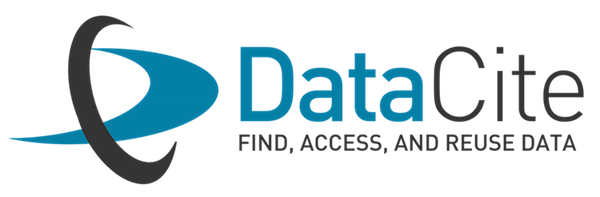 DataCite
FIND, ACCESS, AND REUSE DATA